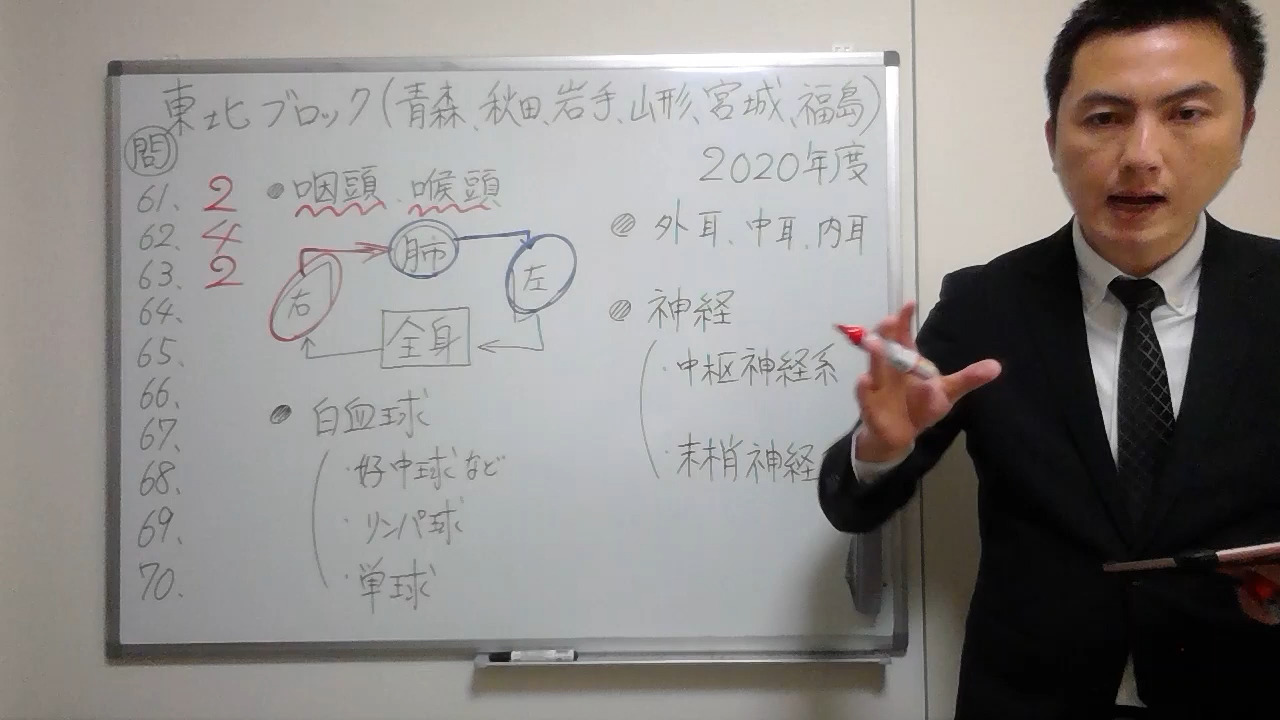 東北ブロック(青森、秋田、岩手、山形、宮城、福島)
2020年度
問
61. 2
62. 4
63. 2
64.
65.
66.
67.
68.
69.
70.
● 咽頭、喉頭
肺
右
左
全身
● 白血球
・好中球など
・リンパ球
・単球
● 外耳、中耳、内耳
● 神経
・中枢神経系
・末梢神経